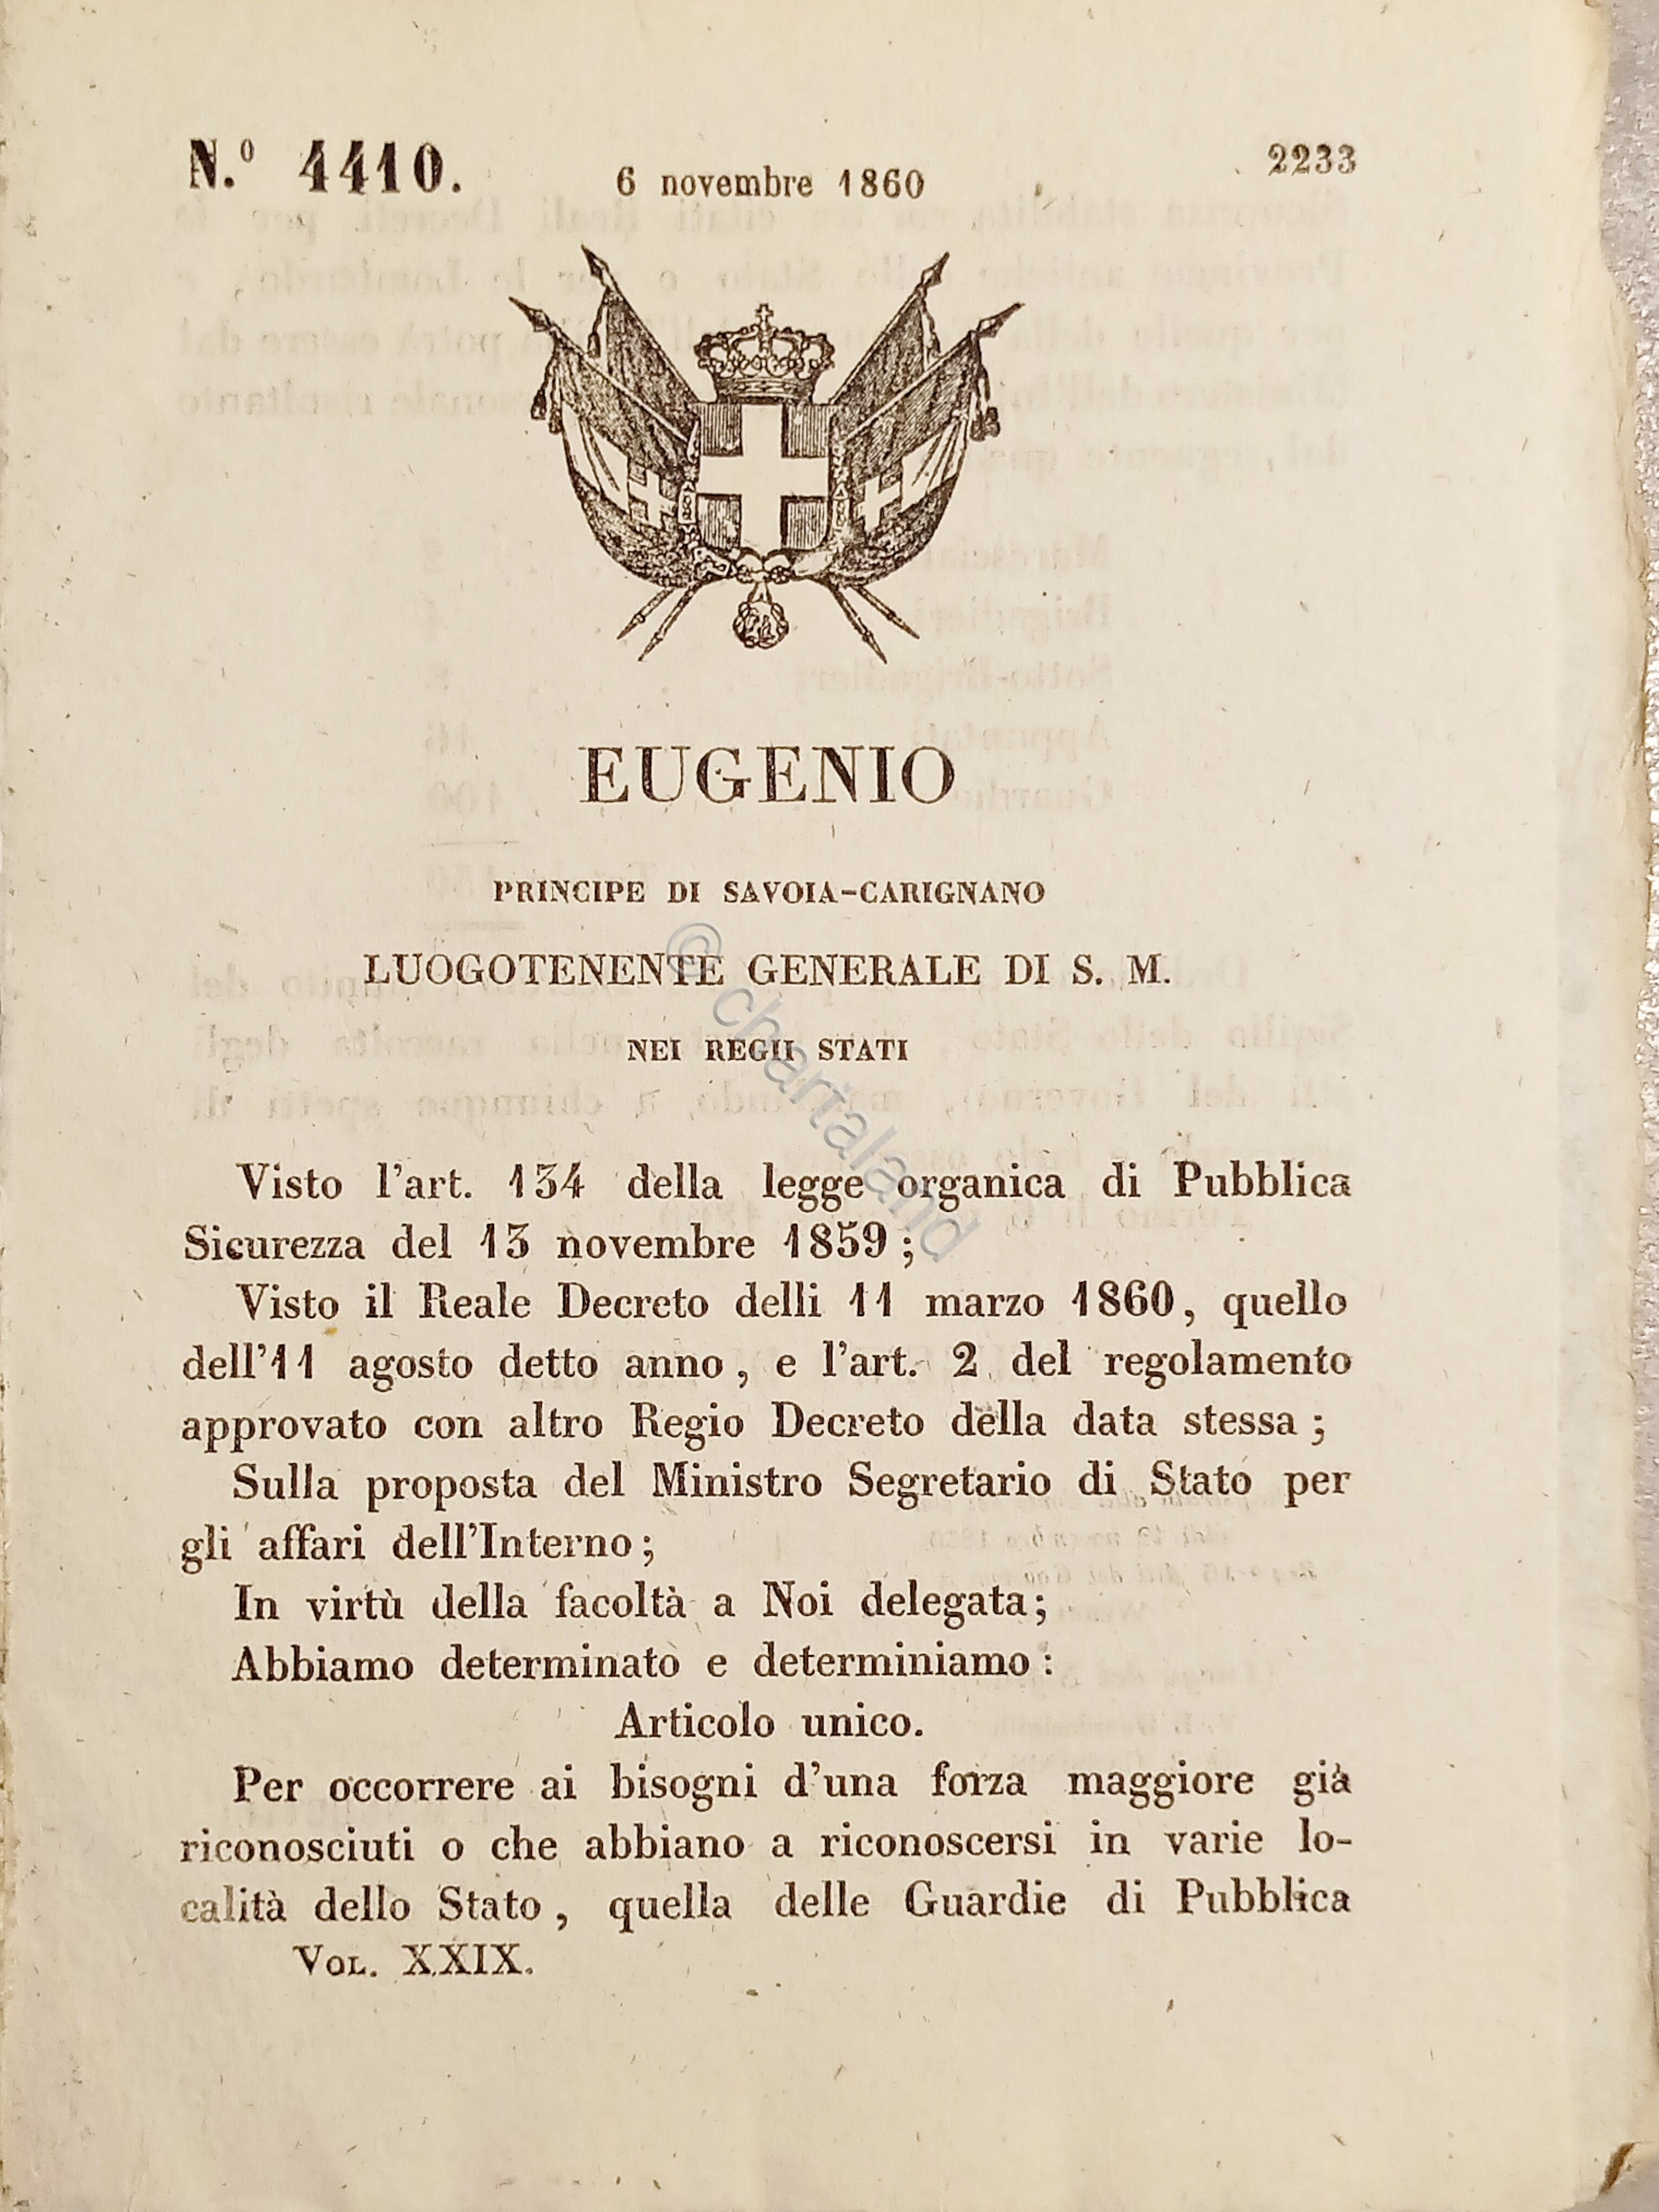 N.º 4410.
6 novembre 1860
2233
EUGENIO
PRINCIPE DI SAVOIA-CARIGNANO
LUOGOTENENTE GENERALE DI S. M.
NEI REGII STATI
© chartaland
Visto l'art. 134 della legge organica di Pubblica
Sicurezza del 13 novembre 1859;
Visto il Reale Decreto delli 11 marzo 1860, quello
dell'11 agosto detto anno, e l'art. 2 del regolamento
approvato con altro Regio Decreto della data stessa;
Sulla proposta del Ministro Segretario di Stato per
gli affari dell'Interno;
In virtù della facoltà a Noi delegata;
Abbiamo determinato e determiniamo:
Articolo unico.
Per occorrere ai bisogni d'una forza maggiore già
riconosciuti o che abbiano a riconoscersi in varie lo-
calità dello Stato, quella delle Guardie di Pubblica
VOL. XXIX.